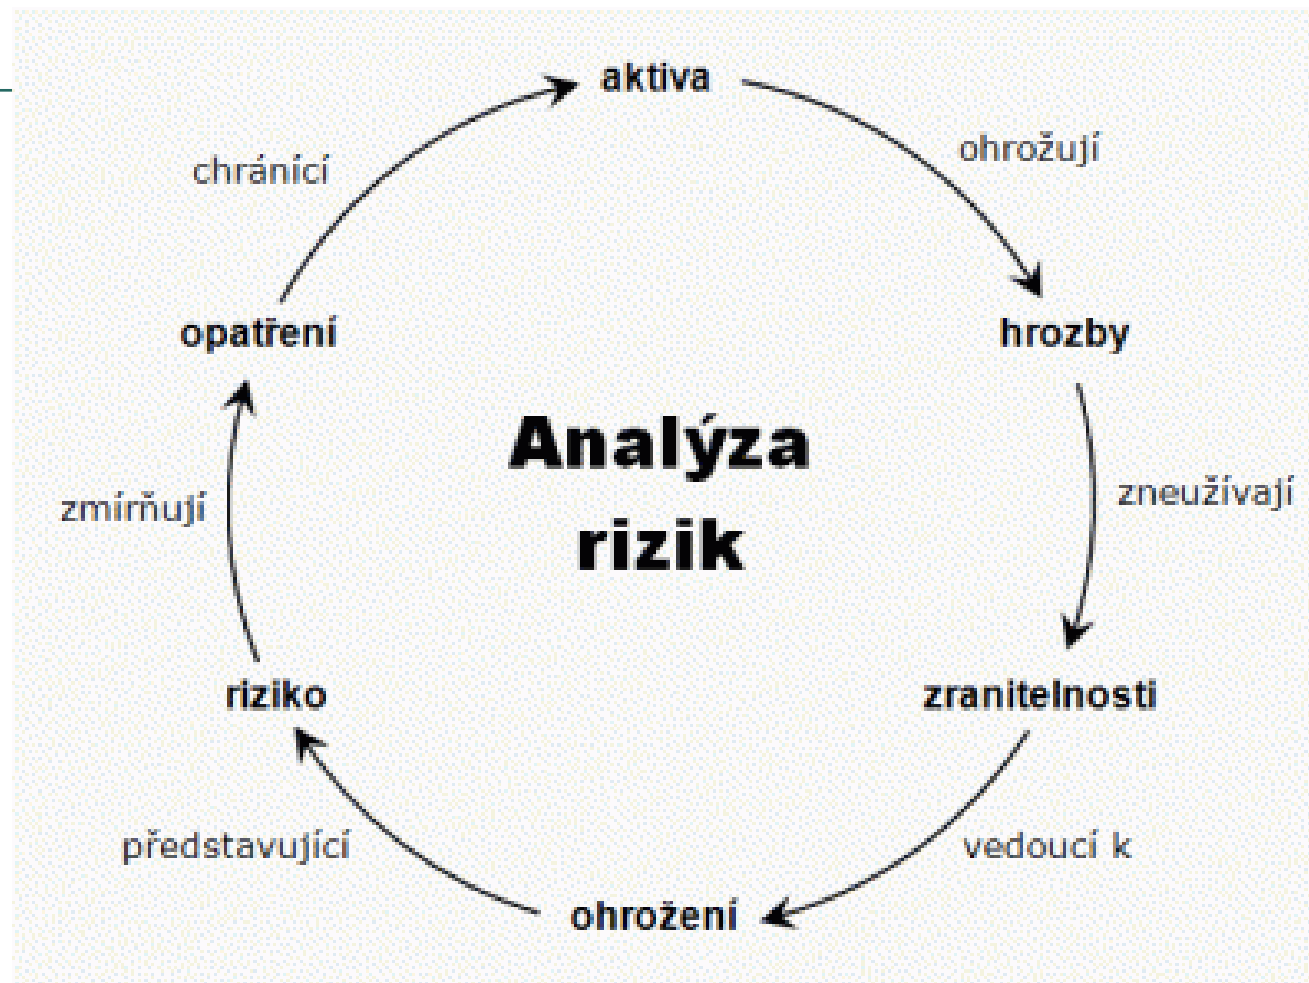 aktiva
ohrožují
hrozby
zneužívají
zranitelnosti
vedoucí k
ohrožení
představující
riziko
zmírňují
opatření
chránící
Analýza
rizik